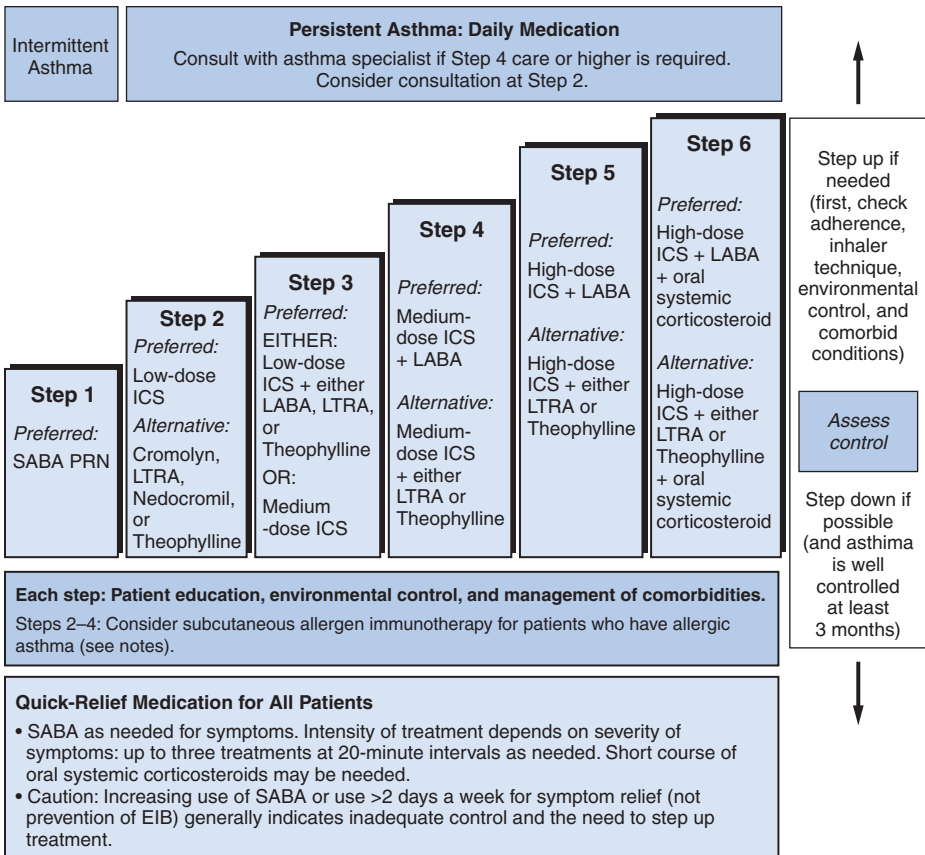 Intermittent
Asthma
Persistent Asthma: Daily Medication
Consult with asthma specialist if Step 4 care or higher is required.
Consider consultation at Step 2.
Step 1
Preferred:
SABA PRN
Step 2
Preferred:
Low-dose
ICS
Alternative:
Cromolyn,
LTRA,
Nedocromil,
or
Theophylline
Step 3
Preferred:
EITHER:
Low-dose
ICS + either
LABA, LTRA,
or
Theophylline
OR:
Medium
-dose ICS
Step 4
Preferred:
Medium-
dose ICS
+ LABA
Alternative:
Medium-
dose ICS
+ either
LTRA or
Theophylline
Step 5
Preferred:
High-dose
ICS + LABA
Alternative:
High-dose
ICS + either
LTRA or
Theophylline
Step 6
Preferred:
High-dose
ICS + LABA
+ oral
systemic
corticosteroid
Alternative:
High-dose
ICS + either
LTRA or
Theophylline
+ oral
systemic
corticosteroid
Step up if
needed
(first, check
adherence,
inhaler
technique,
environmental
control, and
comorbid
conditions)
Assess
control
Step down if
possible
(and asthima
is well
controlled
at least
3 months)
Each step: Patient education, environmental control, and management of comorbidities.
Steps 2–4: Consider subcutaneous allergen immunotherapy for patients who have allergic
asthma (see notes).
Quick-Relief Medication for All Patients
• SABA as needed for symptoms. Intensity of treatment depends on severity of
symptoms: up to three treatments at 20-minute intervals as needed. Short course of
oral systemic corticosteroids may be needed.
• Caution: Increasing use of SABA or use >2 days a week for symptom relief (not
prevention of EIB) generally indicates inadequate control and the need to step up
treatment.